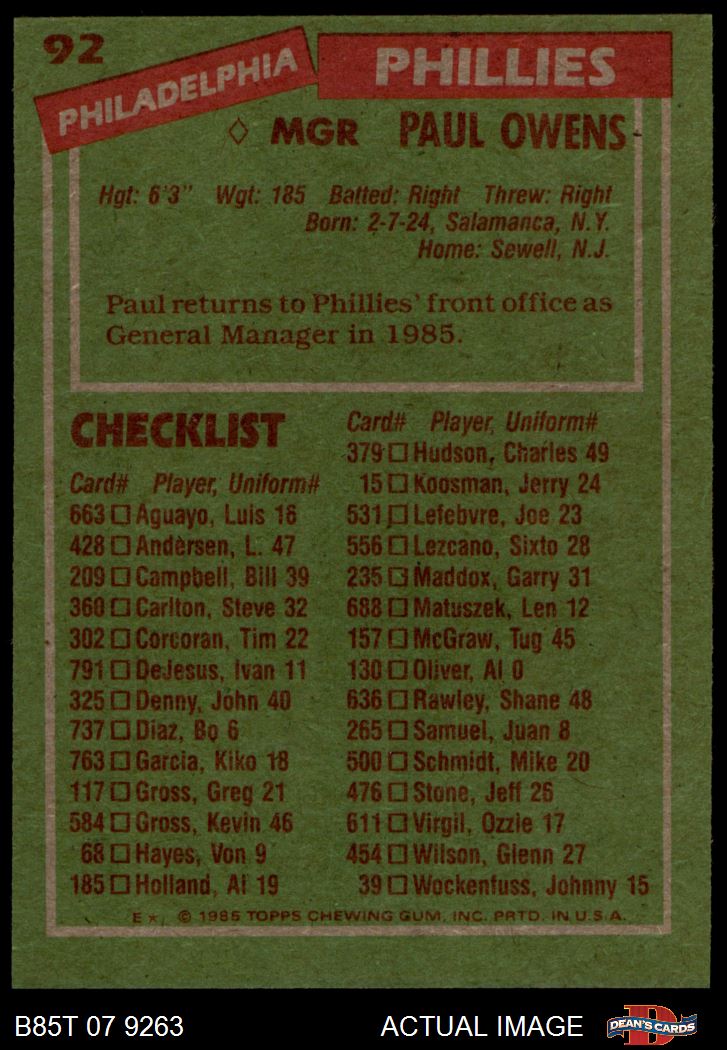 92
PHILADELPHIA PHILLIES
◇ MGR PAUL OWENS
Hgt: 6'3" Wgt: 185 Batted: Right Threw: Right
Born: 2-7-24, Salamanca, N.Y.
Home: Sewell, N.J.
Paul returns to Phillies' front office as
General Manager in 1985.
CHECKLIST
Card# Player, Uniform#
663 □ Aguayo, Luis 16
428 □ Andersen, L. 47
209 □ Campbell, Bill 39
360 □ Carlton, Steve 32
302 □ Corcoran, Tim 22
791 □ DeJesus, Ivan 11
325 □ Denny, John 40
737 □ Diaz, Bo 6
763 □ Garcia, Kiko 18
117 □ Gross, Greg 21
584 □ Gross, Kevin 46
68 □ Hayes, Von 9
185 □ Holland, Al 19
Card# Player, Uniform#
379 □ Hudson, Charles 49
15 □ Koosman, Jerry 24
531 □ Lefebvre, Joe 23
556 □ Lezcano, Sixto 28
235 □ Maddox, Garry 31
688 □ Matuszek, Len 12
157 □ McGraw, Tug 45
130 □ Oliver, Al 0
636 □ Rawley, Shane 48
265 □ Samuel, Juan 8
500 □ Schmidt, Mike 20
476 □ Stone, Jeff 26
611 □ Virgil, Ozzie 17
454 □ Wilson, Glenn 27
39 □ Wockenfuss, Johnny 15
E* © 1985 TOPPS CHEWING GUM, INC. PRTD. IN U.S.A.
B85T 07 9263 ACTUAL IMAGE
D
DEAN'S CARDS